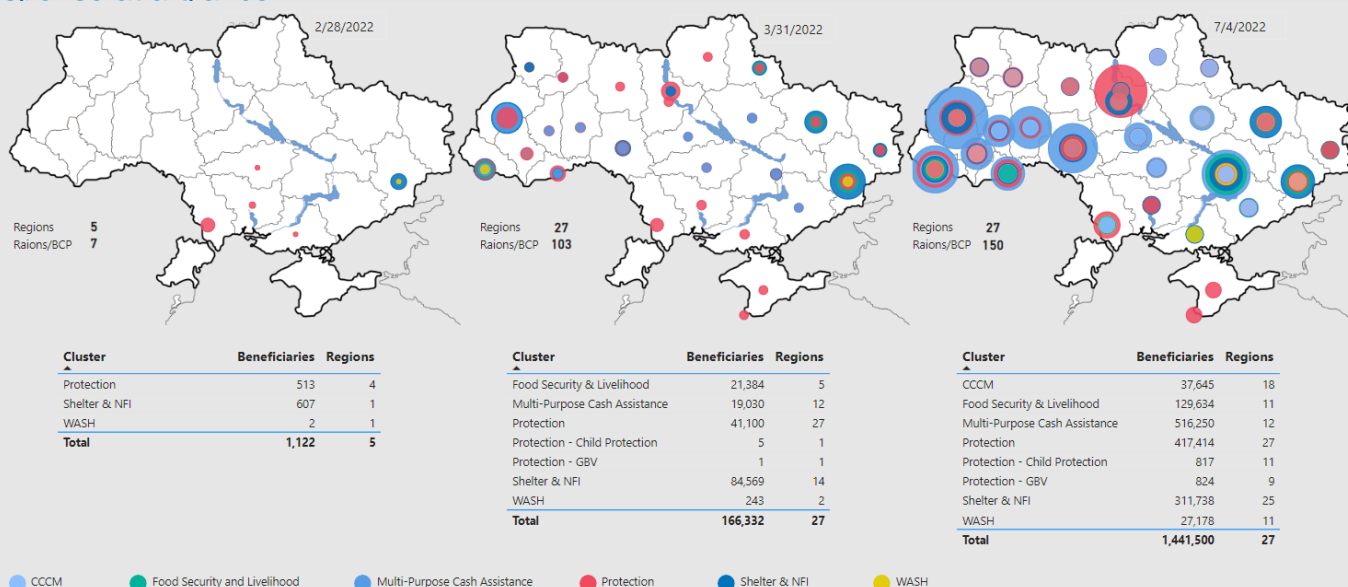 2/28/2022
Regions 5
Raions/BCP 7
Cluster Beneficiaries Regions
Protection 513 4
Shelter & NFI 607 1
WASH 2 1
Total 1,122 5
3/31/2022
Regions 27
Raions/BCP 103
Cluster Beneficiaries Regions
Food Security & Livelihood 21,384 5
Multi-Purpose Cash Assistance 19,030 12
Protection 41,100 27
Protection - Child Protection 5 1
Protection - GBV 1 1
Shelter & NFI 84,569 14
WASH 243 2
Total 166,332 27
7/4/2022
Regions 27
Raions/BCP 150
Cluster Beneficiaries Regions
CCCM 37,645 18
Food Security & Livelihood 129,634 11
Multi-Purpose Cash Assistance 516,250 12
Protection 417,414 27
Protection - Child Protection 817 11
Protection - GBV 824 9
Shelter & NFI 311,738 25
WASH 27,178 11
Total 1,441,500 27
CCCM
Food Security and Livelihood
Multi-Purpose Cash Assistance
Protection
Shelter & NFI
WASH